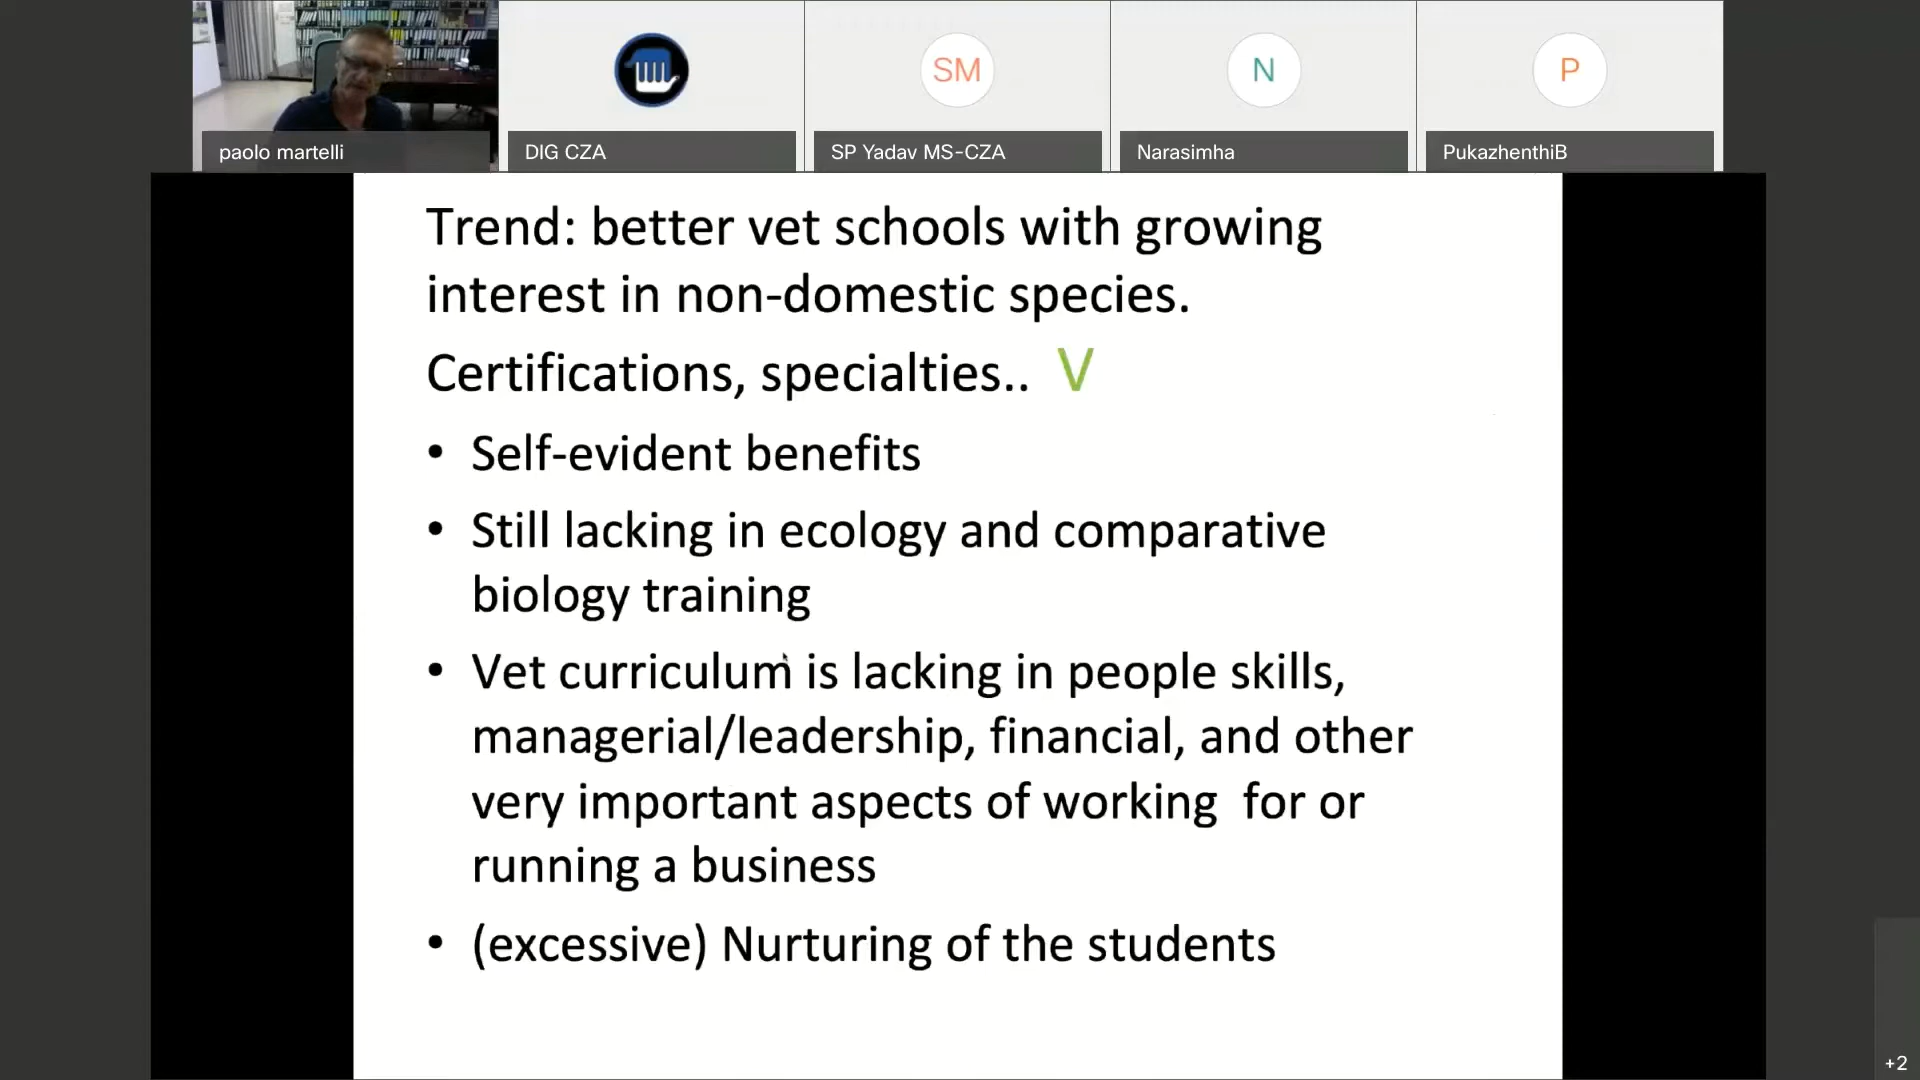 SM
N
P
paolo martelli
DIG CZA
SP Yadav MS-CZA
Narasimha
PukazhenthiB
Trend: better vet schools with growing
interest in non-domestic species.
Certifications, specialties.. V
• Self-evident benefits
• Still lacking in ecology and comparative
biology training
• Vet curriculum is lacking in people skills,
managerial/leadership, financial, and other
very important aspects of working for or
running a business
• (excessive) Nurturing of the students
+2